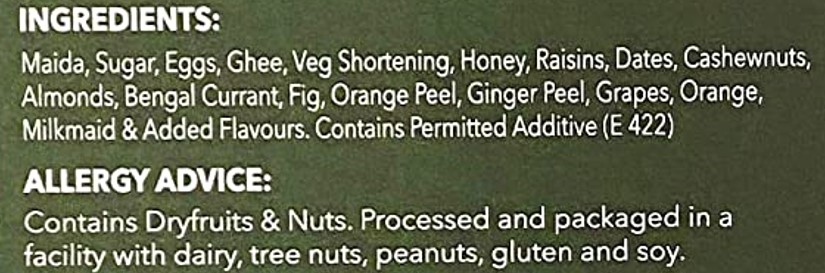 INGREDIENTS:
Maida, Sugar, Eggs, Ghee, Veg Shortening, Honey, Raisins, Dates, Cashewnuts,
Almonds, Bengal Currant, Fig, Orange Peel, Ginger Peel, Grapes, Orange,
Milkmaid & Added Flavours. Contains Permitted Additive (E 422)
ALLERGY ADVICE:
Contains Dryfruits & Nuts. Processed and packaged in a
facility with dairy, tree nuts, peanuts, gluten and soy.